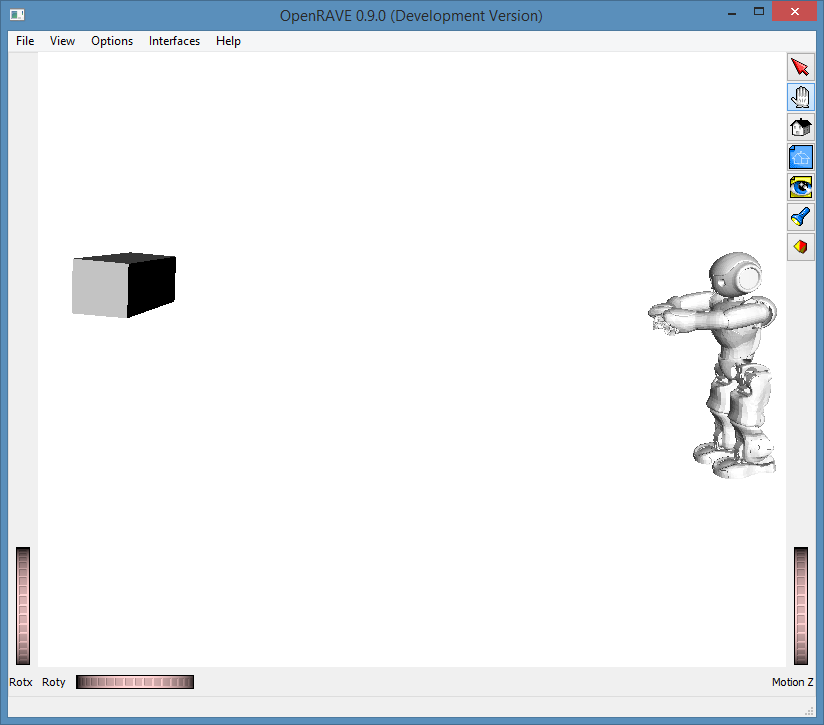 OpenRAVE 0.9.0 (Development Version)
File View Options Interfaces Help
Rotx Roty Motion Z